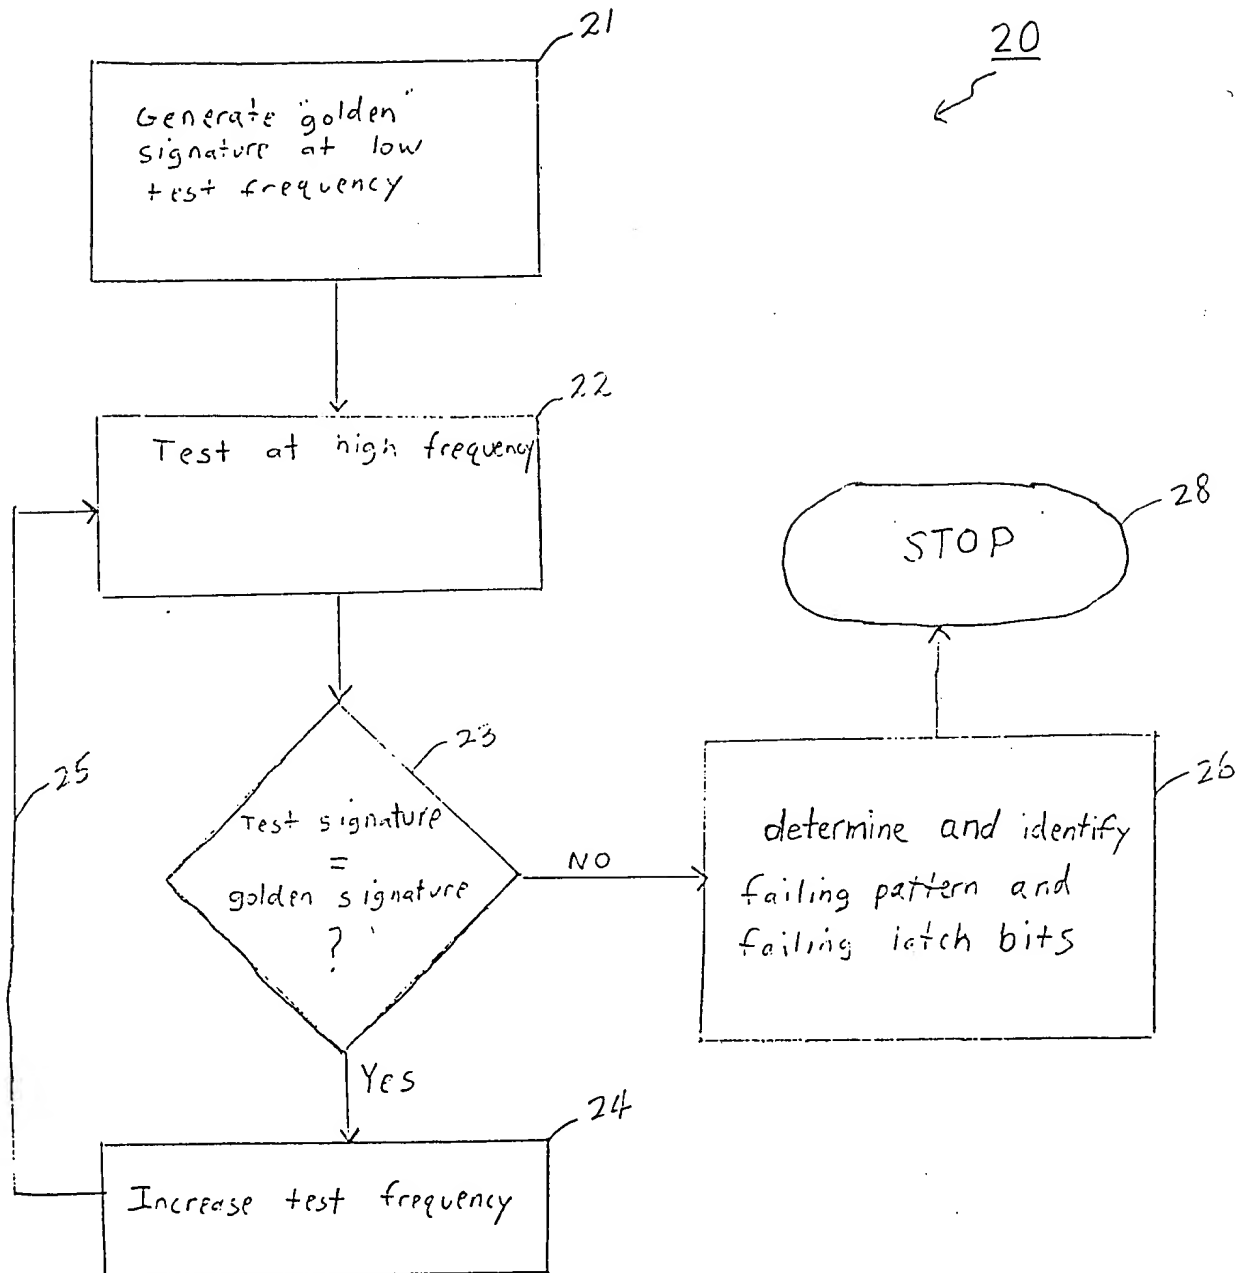 21
20
Generate "golden"
signature at low
test frequency
22
Test at high frequency
28
STOP
23
25
Test signature
=
golden signature
?
NO
26
determine and identify
failing pattern and
failing latch bits
Yes
24
Increase test frequency